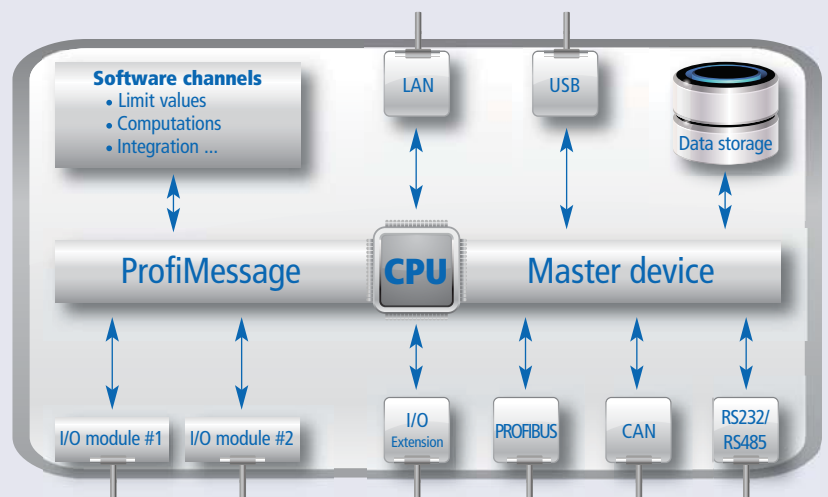 Software channels
• Limit values
• Computations
• Integration ...
LAN
USB
Data storage
ProfiMessage
CPU
Master device
I/O module #1
I/O module #2
I/O
Extension
PROFIBUS
CAN
RS232/
RS485